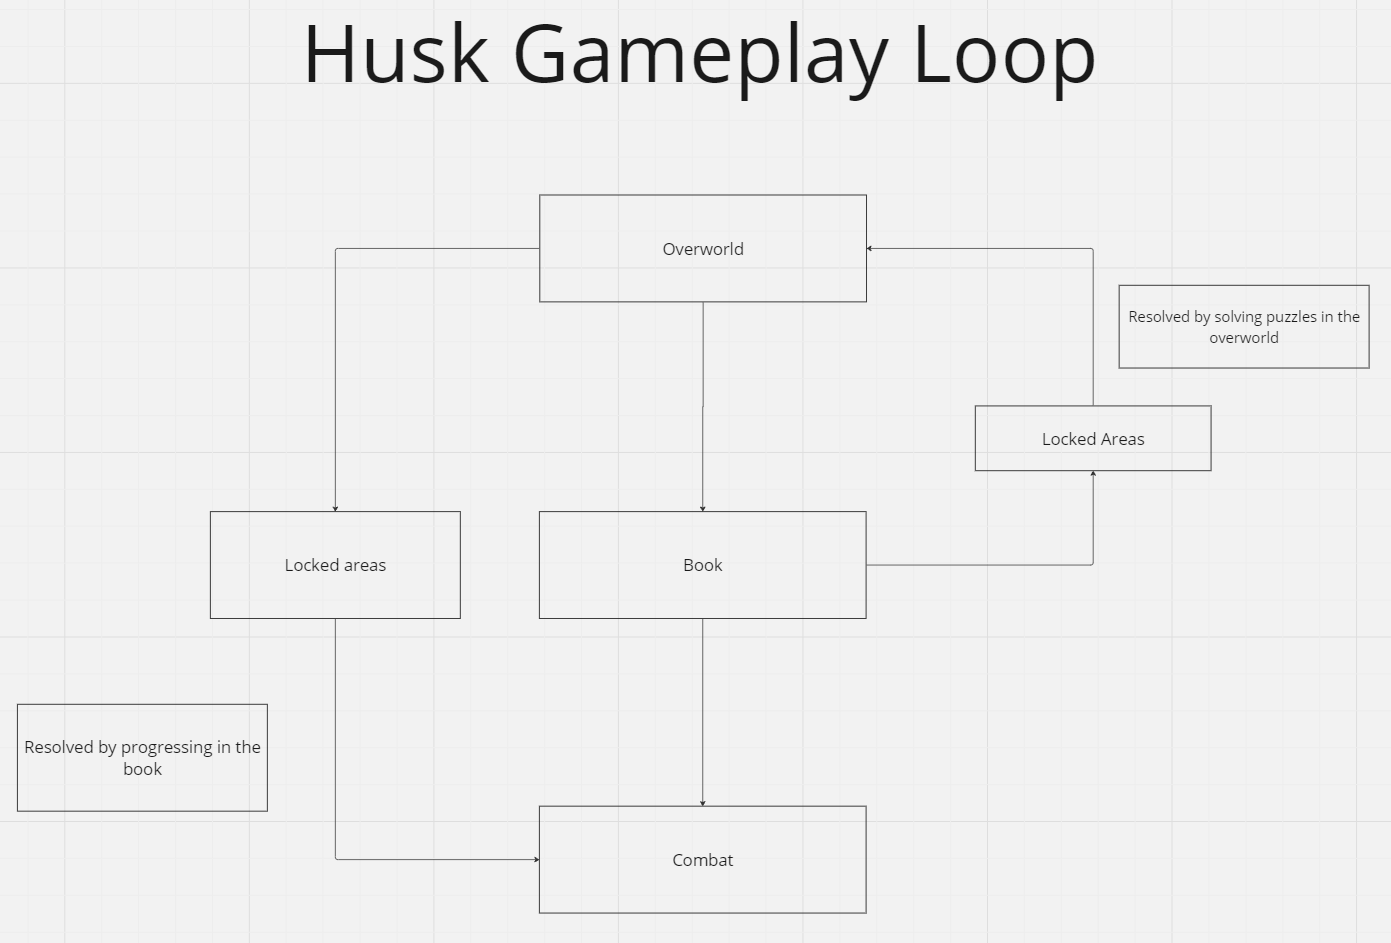 Husk Gameplay Loop
Overworld
Resolved by solving puzzles in the
overworld
Locked Areas
Locked areas
Book
Resolved by progressing in the
book
Combat